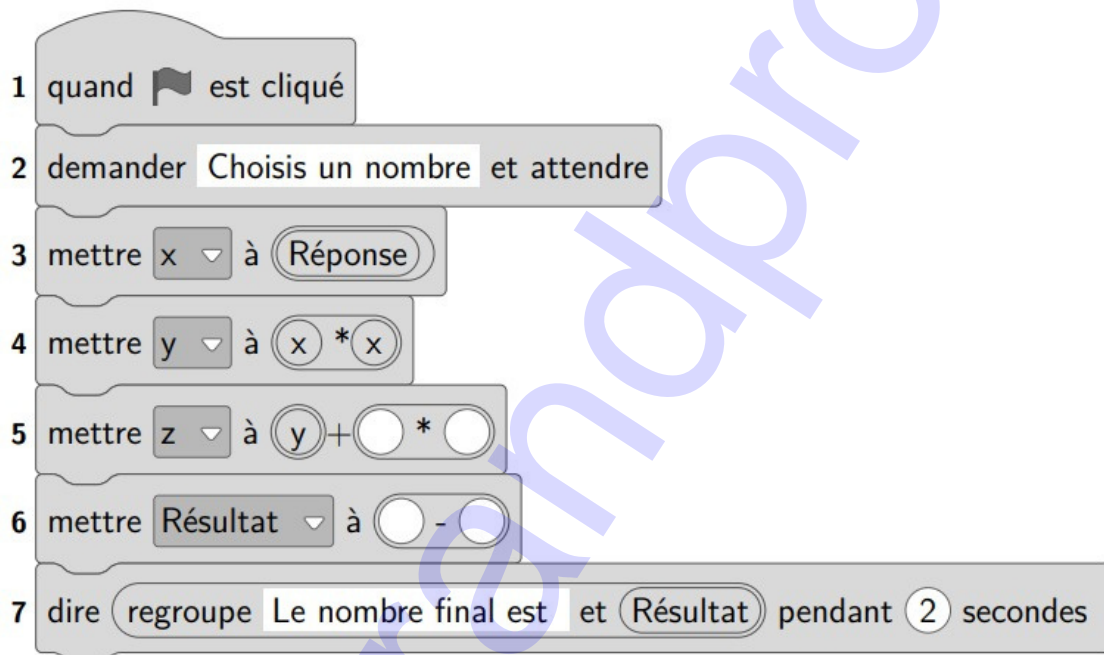 1 quand est cliqué
2 demander Choisis un nombre et attendre
3 mettre x à Réponse
4 mettre y à x * x
5 mettre z à y + *
6 mettre Résultat à -
7 dire regroupe Le nombre final est et Résultat pendant 2 secondes